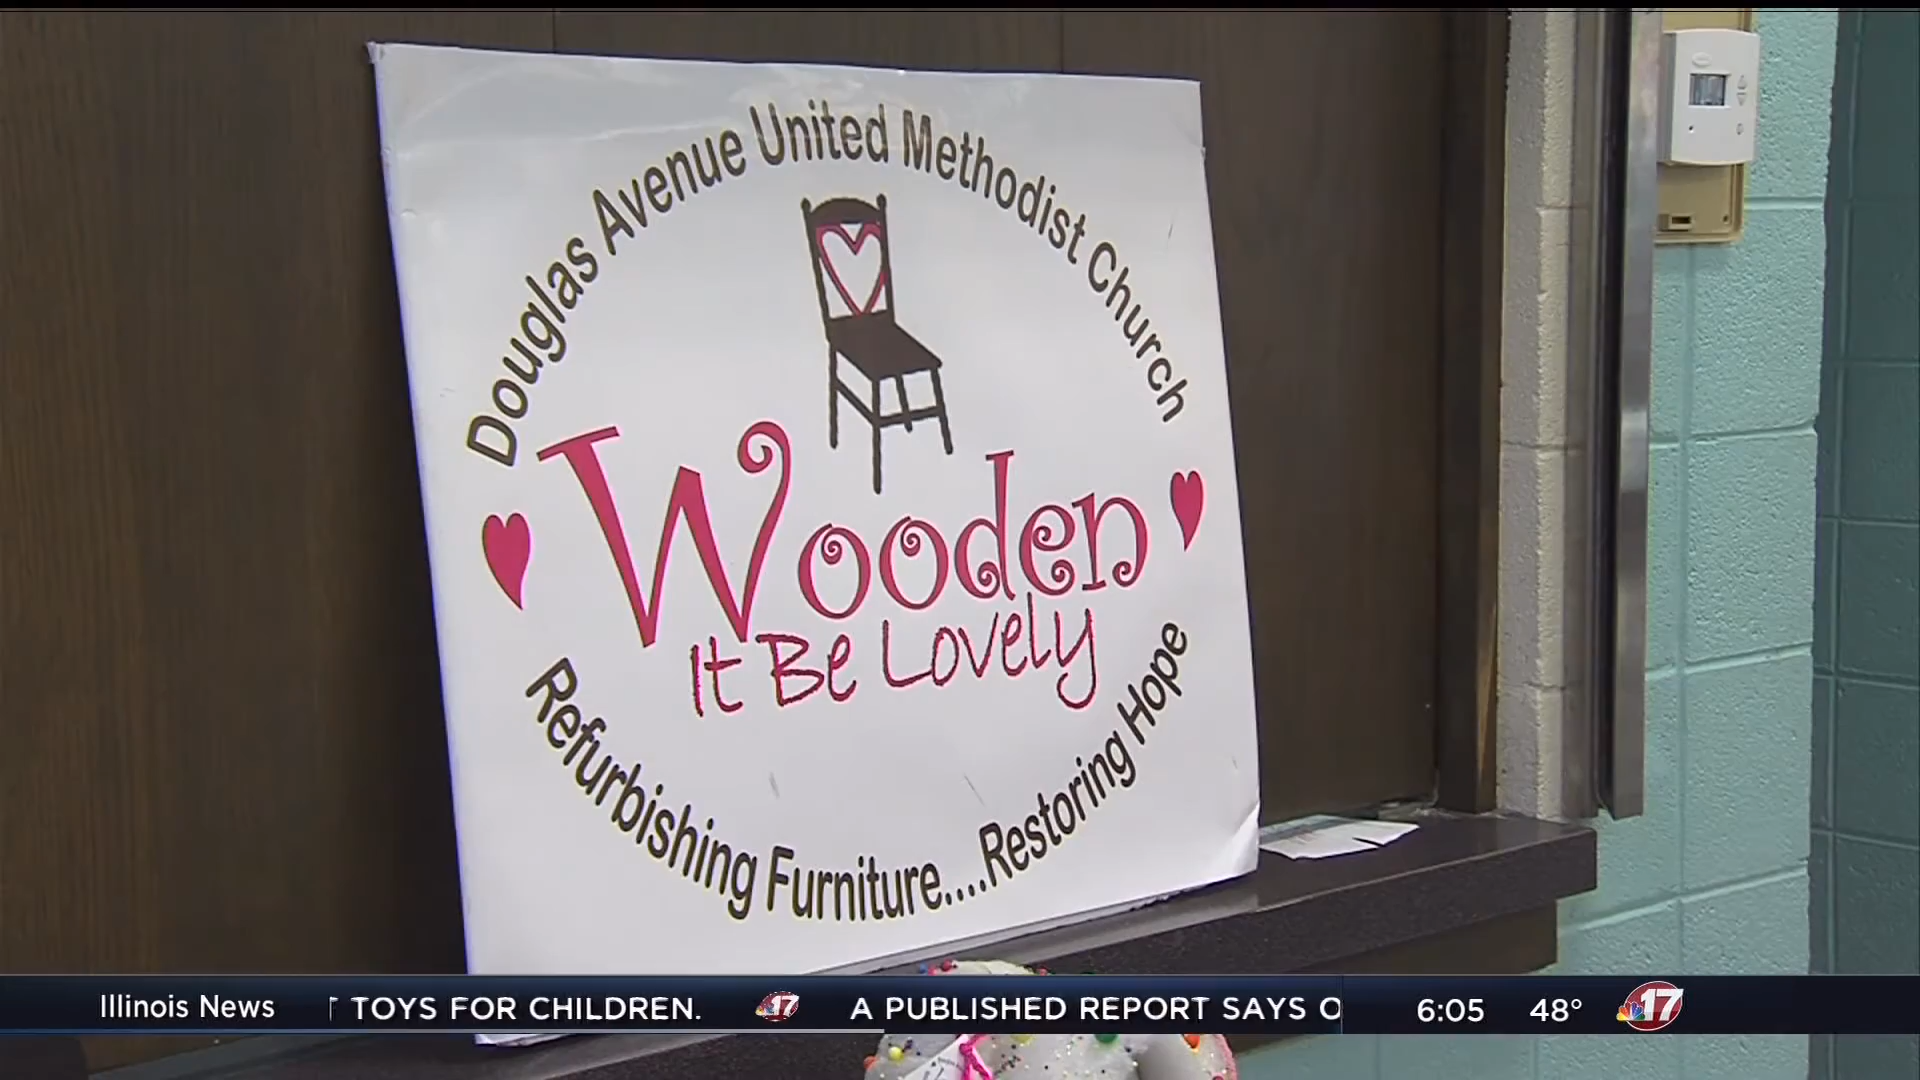 Douglas Avenue United Methodist Church
Wooden
It Be Lovely
Refurbishing Furniture....Restoring Hope
Illinois News
TOYS FOR CHILDREN.
17
A PUBLISHED REPORT SAYS
6:05
48°
17